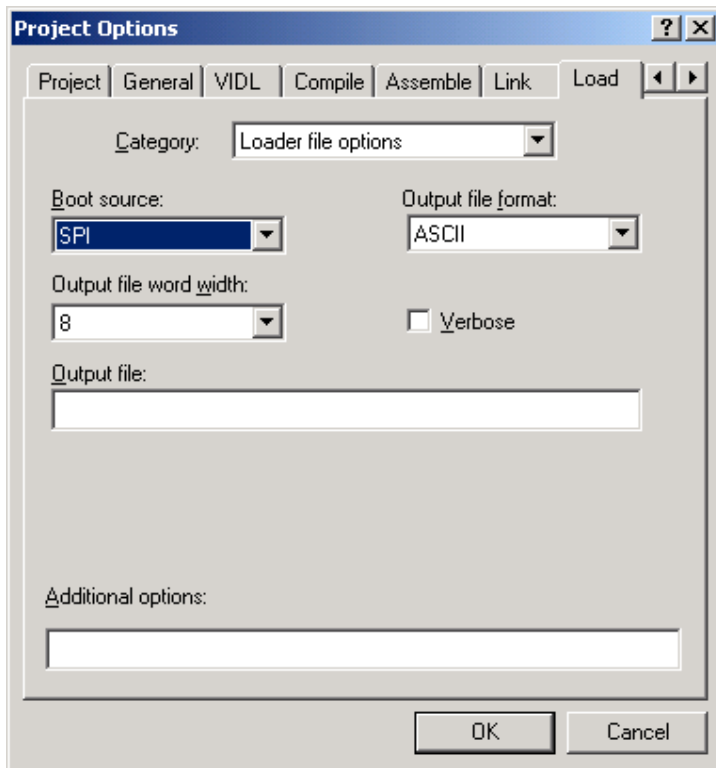 Project Options
Project General VIDL Compile Assemble Link Load
Category: Loader file options
Boot source: Output file format:
SPI ASCII
Output file word width:
8 Verbose
Output file:
Additional options:
OK Cancel